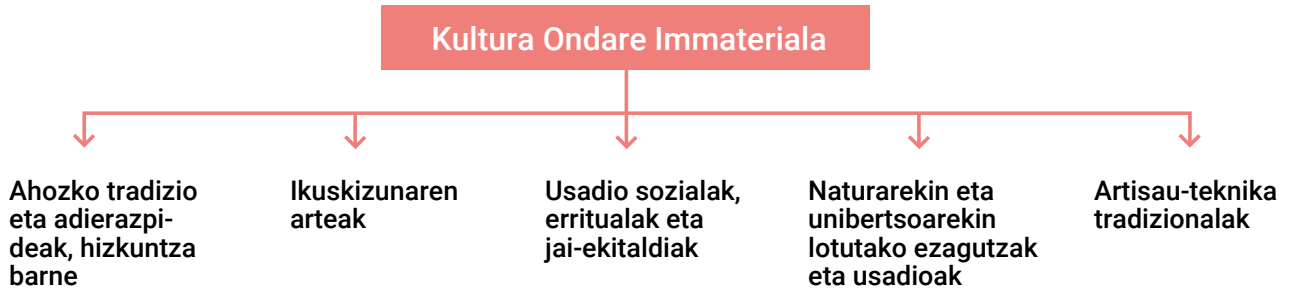 Kultura Ondare Immateriala
Ahozko tradizio
eta adierazpi-
deak, hizkuntza
barne
Ikuskizunaren
arteak
Usadio sozialak,
erritualak eta
jai-ekitaldiak
Naturarekin eta
unibertsoarekin
lotutako ezagutzak
eta usadioak
Artisau-teknika
tradizionalak